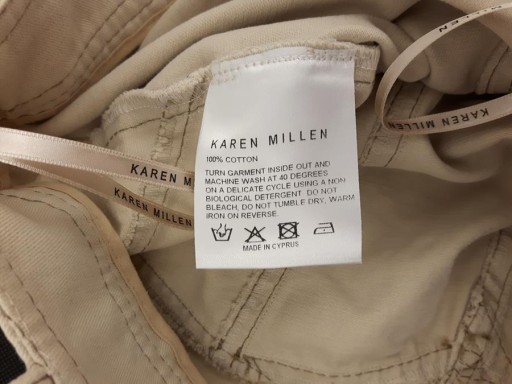 KAREN MILLEN
100% COTTON
TURN GARMENT INSIDE OUT AND
MACHINE WASH AT 40 DEGREES
ON A DELICATE CYCLE USING A NON
BIOLOGICAL DETERGENT. DO NOT
BLEACH, DO NOT TUMBLE DRY, WARM
IRON ON REVERSE.
MADE IN CYPRUS
KAREN M
KAREN MILLEN
KAREN MILLEN